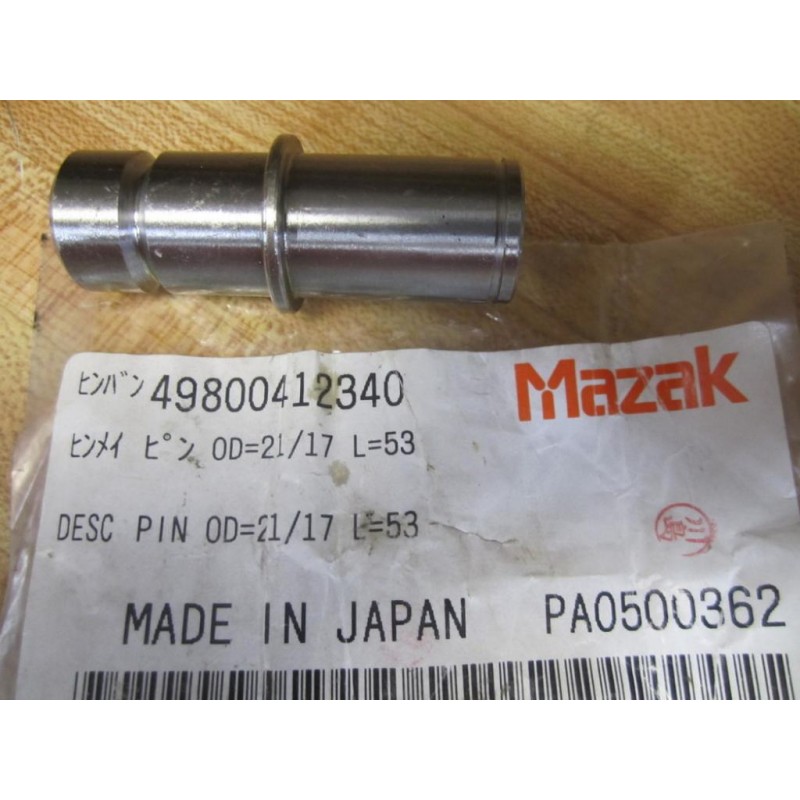 ﾋﾝﾊﾞﾝ 49800412340
Mazak
ﾋﾝﾒｲ ﾋﾟﾝ OD=21/17 L=53
DESC PIN OD=21/17 L=53
MADE IN JAPAN PA0500362